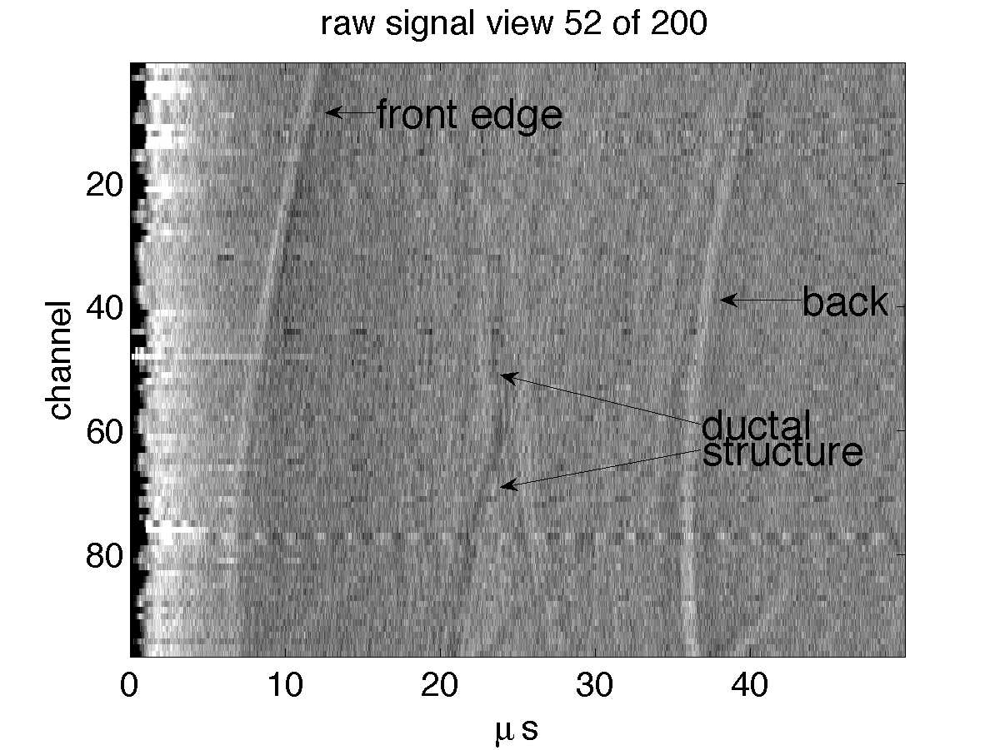 raw signal view 52 of 200
front edge
back
ductal
structure
channel
20
40
60
80
0 10 20 30 40
μ s